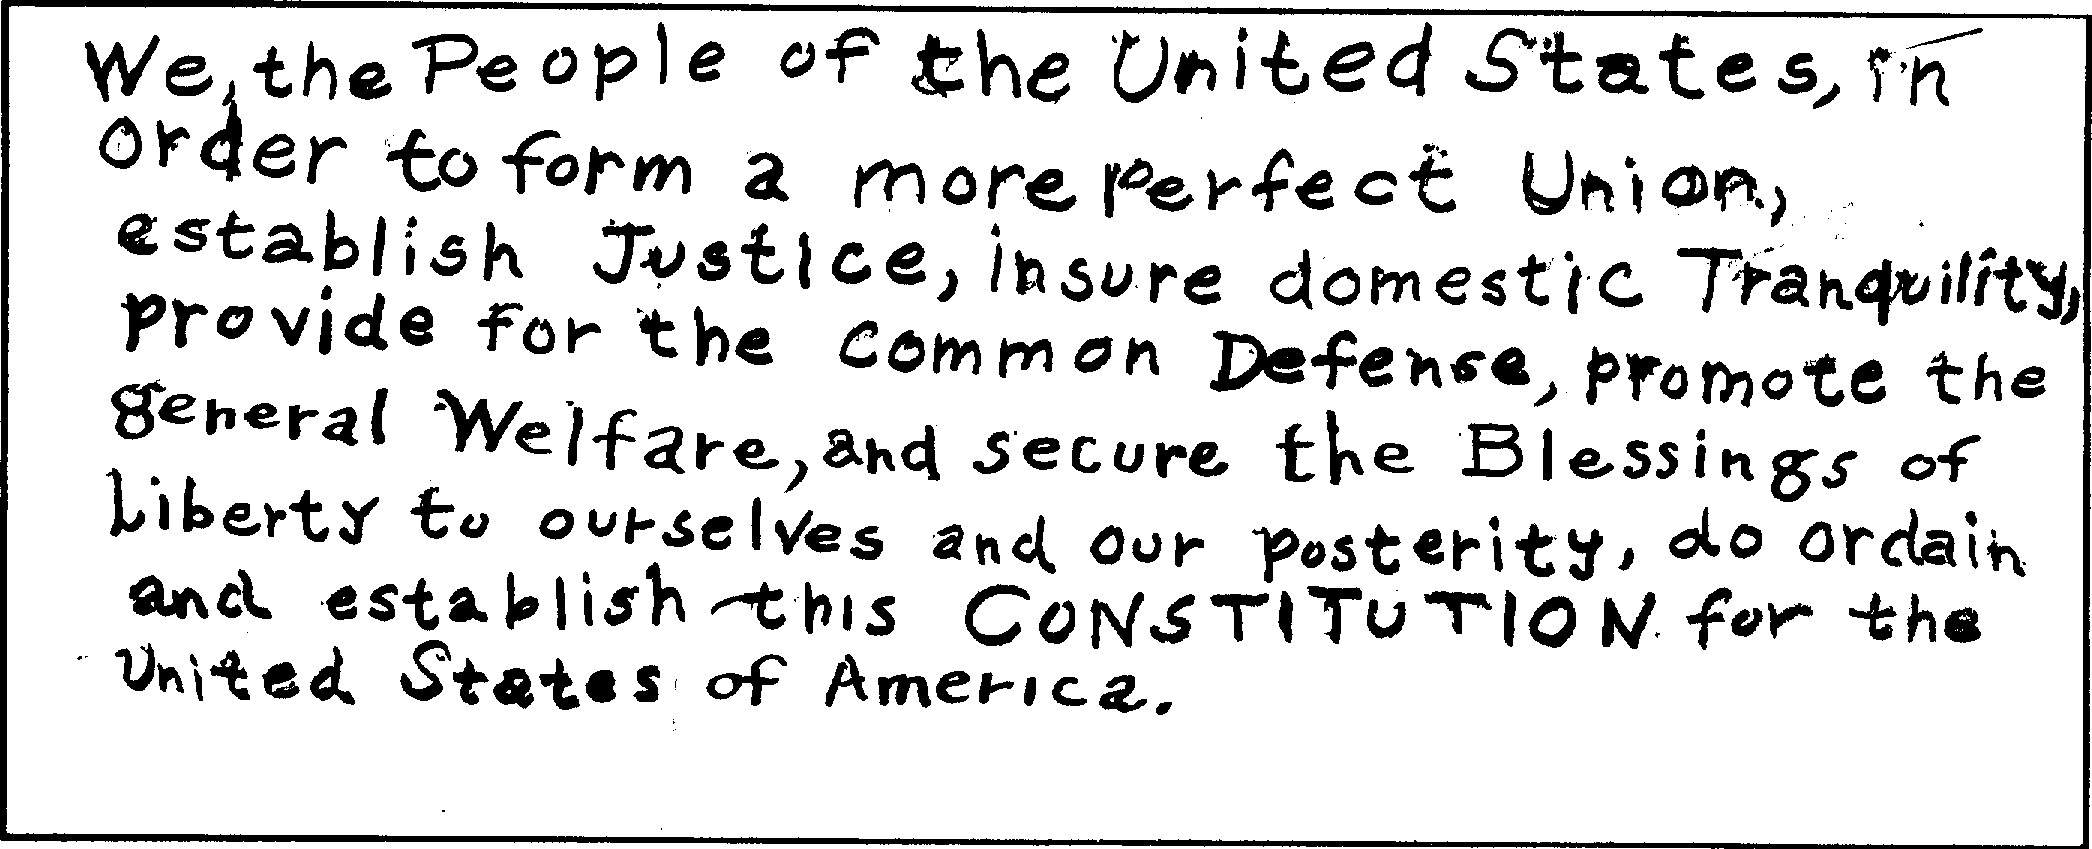 We, the People of the United States, in
order to form a more perfect Union,
establish Justice, insure domestic Tranquility,
provide for the Common Defense, promote the
general Welfare, and secure the Blessings of
Liberty to ourselves and our posterity, do ordain
and establish this CONSTITUTION for the
United States of America.